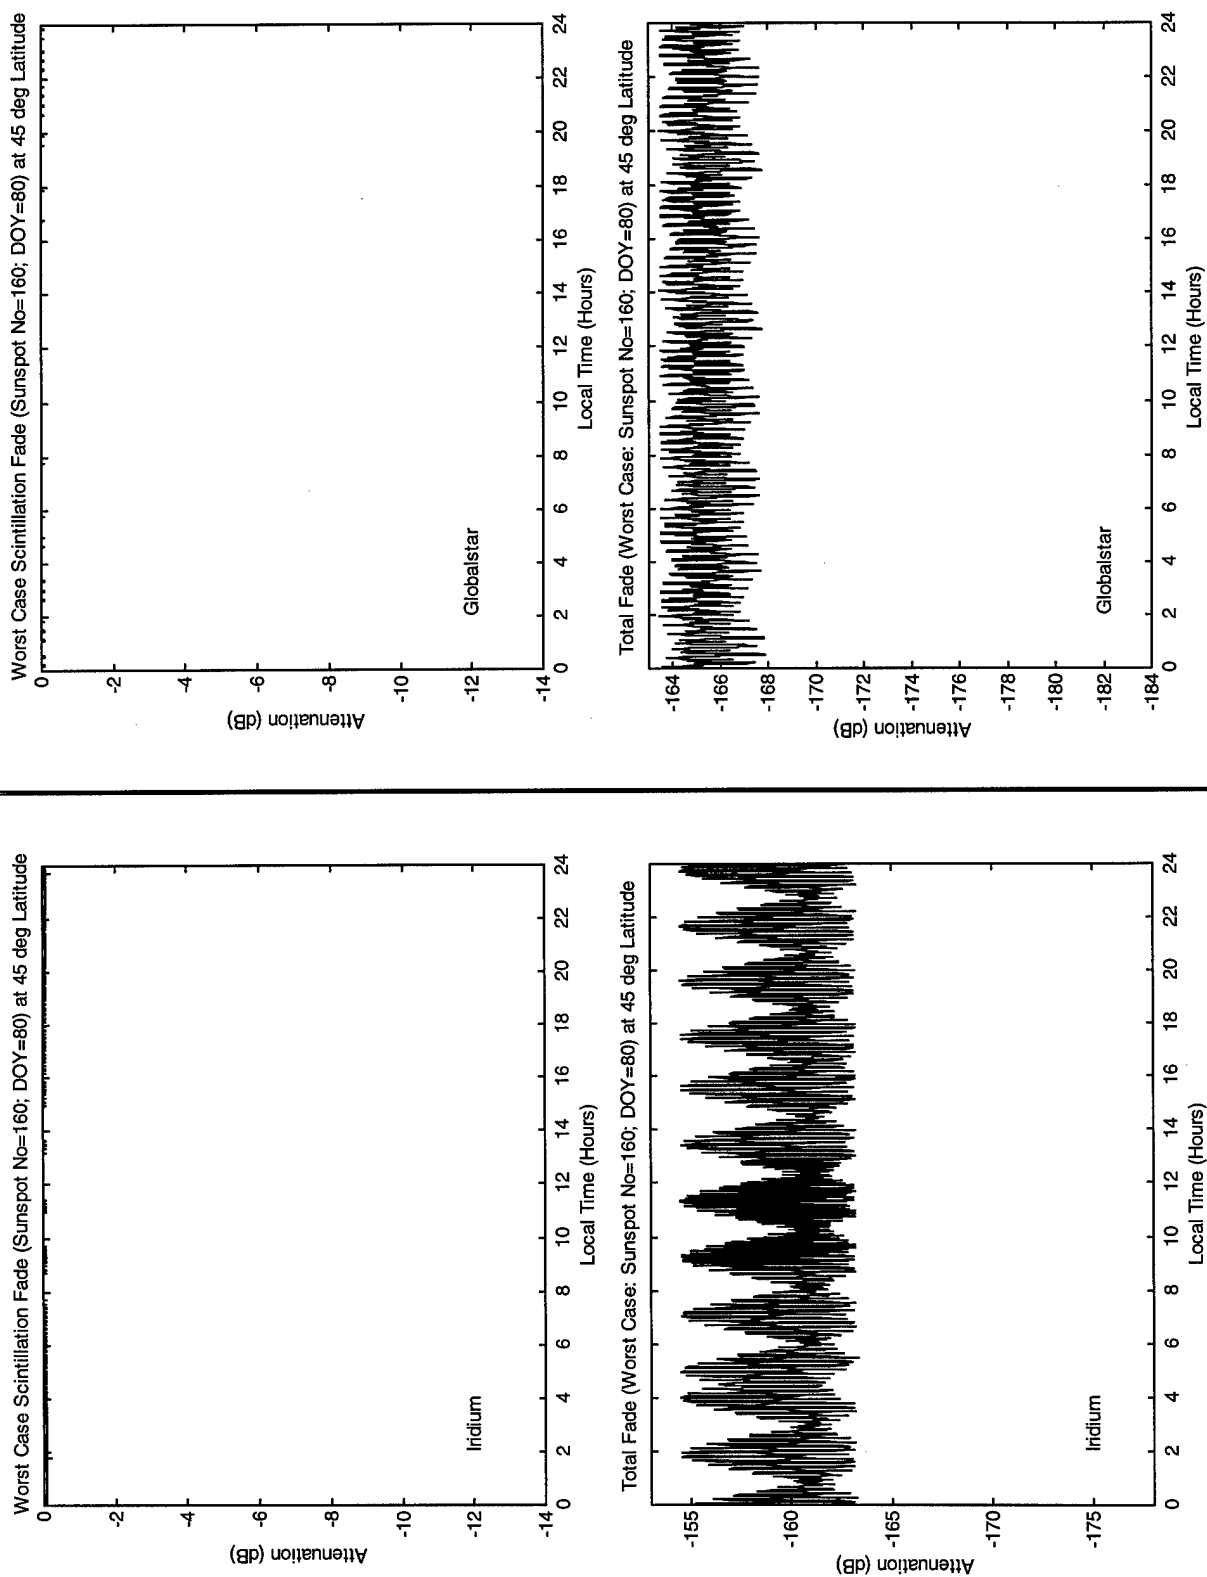 Worst Case Scintillation Fade (Sunspot No=160; DOY=80) at 45 deg Latitude
0
-2
-4
-6
-8
-10
-12
-14
Attenuation (dB)
Iridium
0 2 4 6 8 10 12 14 16 18 20 22 24
Local Time (Hours)
Total Fade (Worst Case: Sunspot No=160; DOY=80) at 45 deg Latitude
-155
-160
-170
-175
Attenuation (dB)
Iridium
0 2 4 6 8 10 12 14 16 18 20 22 24
Local Time (Hours)
Worst Case Scintillation Fade (Sunspot No=160; DOY=80) at 45 deg Latitude
0
-2
-4
-6
-8
-10
-12
-14
Attenuation (dB)
Globalstar
0 2 4 6 8 10 12 14 16 18 20 22 24
Local Time (Hours)
Total Fade (Worst Case: Sunspot No=160; DOY=80) at 45 deg Latitude
-164
-166
-168
-170
-172
-174
-176
-178
-180
-182
-184
Attenuation (dB)
Globalstar
0 2 4 6 8 10 12 14 16 18 20 22 24
Local Time (Hours)